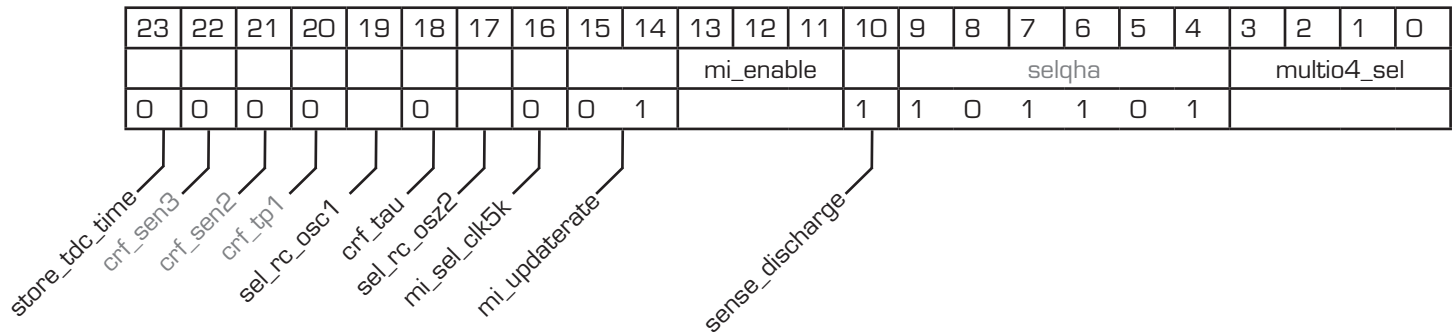 23 22 21 20 19 18 17 16 15 14 13 12 11 10 9 8 7 6 5 4 3 2 1 0
mi_enable selqha multio4_sel
0 0 0 0 0 0 0 1 1 1 0 1 1 0 1
store_tdc_time
crf_sen3
crf_sen2
crf_tp1
sel_rc_osc1
crf_tau
sel_rc_osz2
mi_sel_clk5k
mi_updaterate
sense_discharge